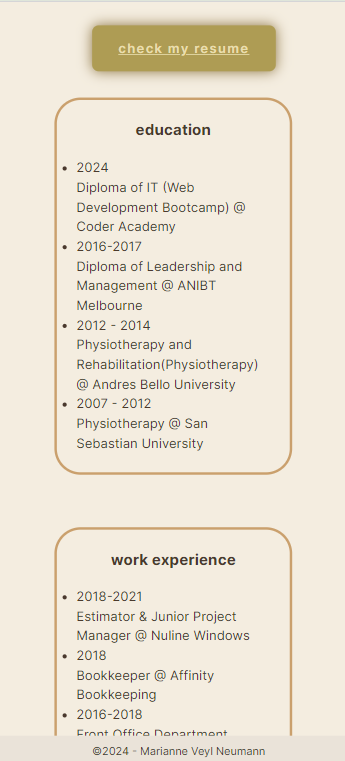 check my resume
education
• 2024
Diploma of IT (Web
Development Bootcamp) @
Coder Academy
• 2016-2017
Diploma of Leadership and
Management @ ANIBT
Melbourne
• 2012 - 2014
Physiotherapy and
Rehabilitation(Physiotherapy)
@ Andres Bello University
• 2007 - 2012
Physiotherapy @ San
Sebastian University
work experience
• 2018-2021
Estimator & Junior Project
Manager @ Nuline Windows
• 2018
Bookkeeper @ Affinity
Bookkeeping
• 2016-2018
Front Office Department
©2024 - Marianne Veyl Neumann